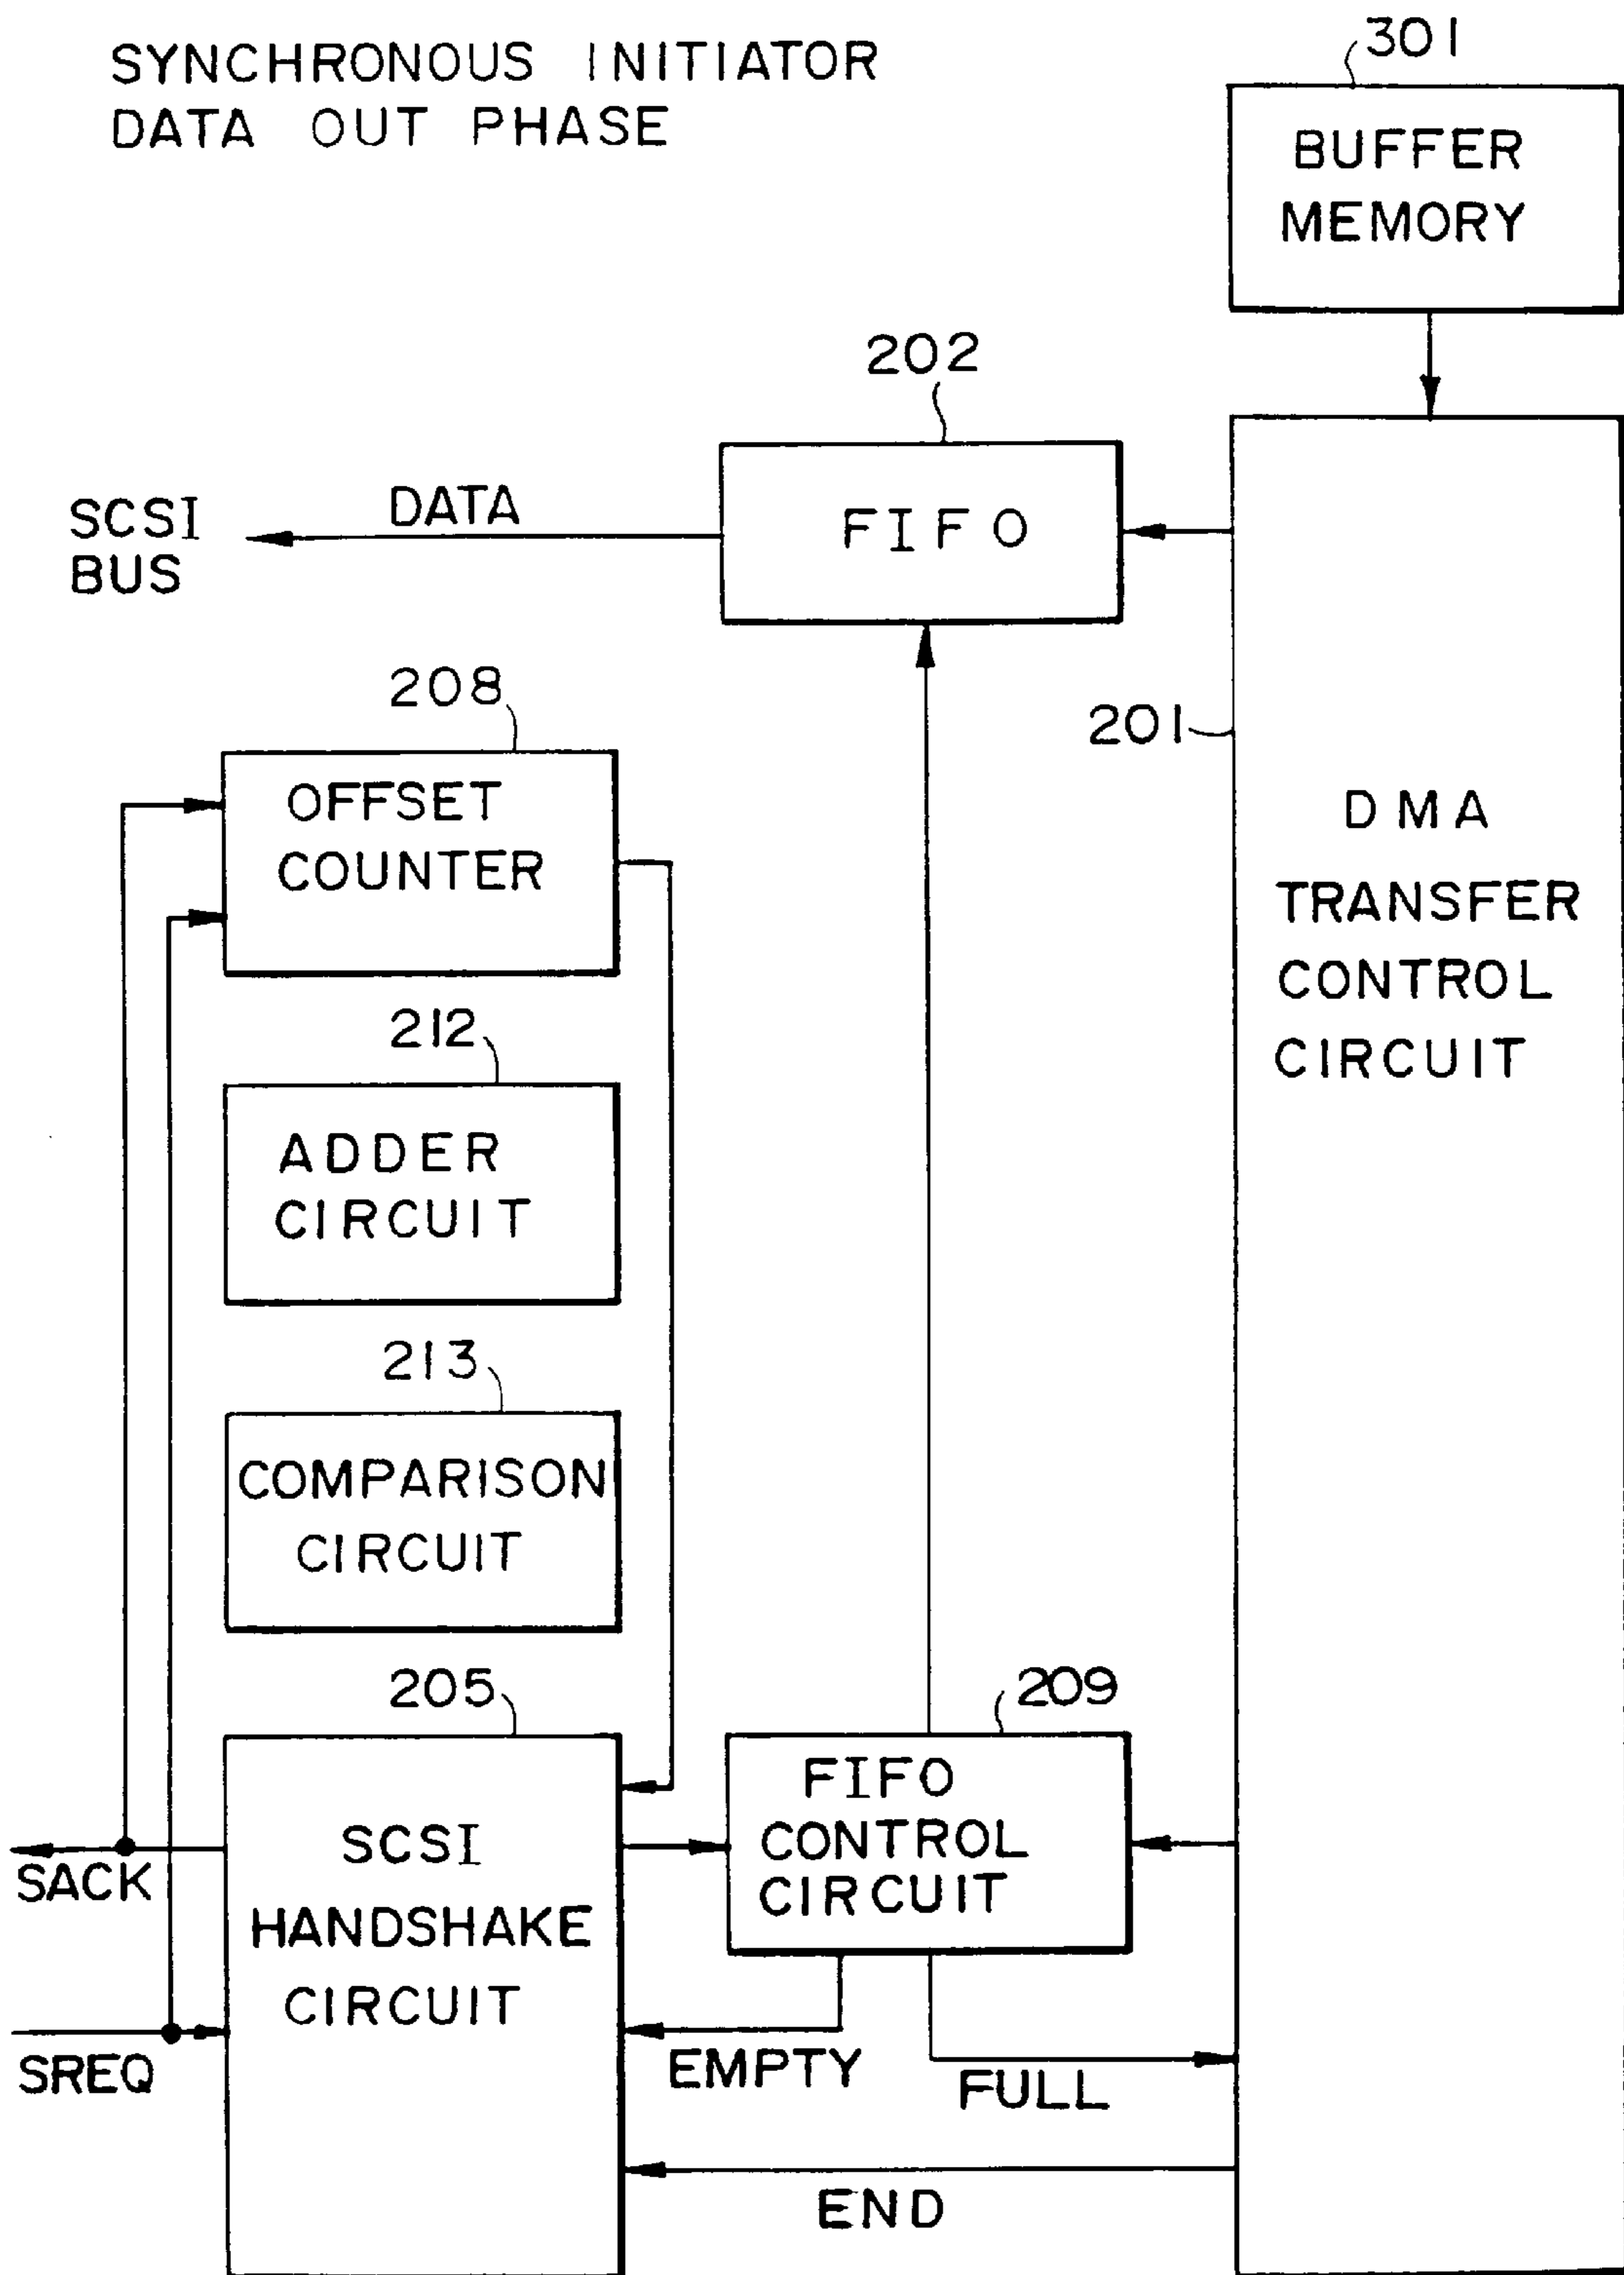 SYNCHRONOUS INITIATOR
DATA OUT PHASE
301
BUFFER
MEMORY
202
FIFO
DATA
SCSI
BUS
208
OFFSET
COUNTER
201
DMA
TRANSFER
CONTROL
CIRCUIT
212
ADDER
CIRCUIT
213
COMPARISON
CIRCUIT
205
SCSI
HANDSHAKE
CIRCUIT
209
FIFO
CONTROL
CIRCUIT
SACK
SREQ
EMPTY
FULL
END